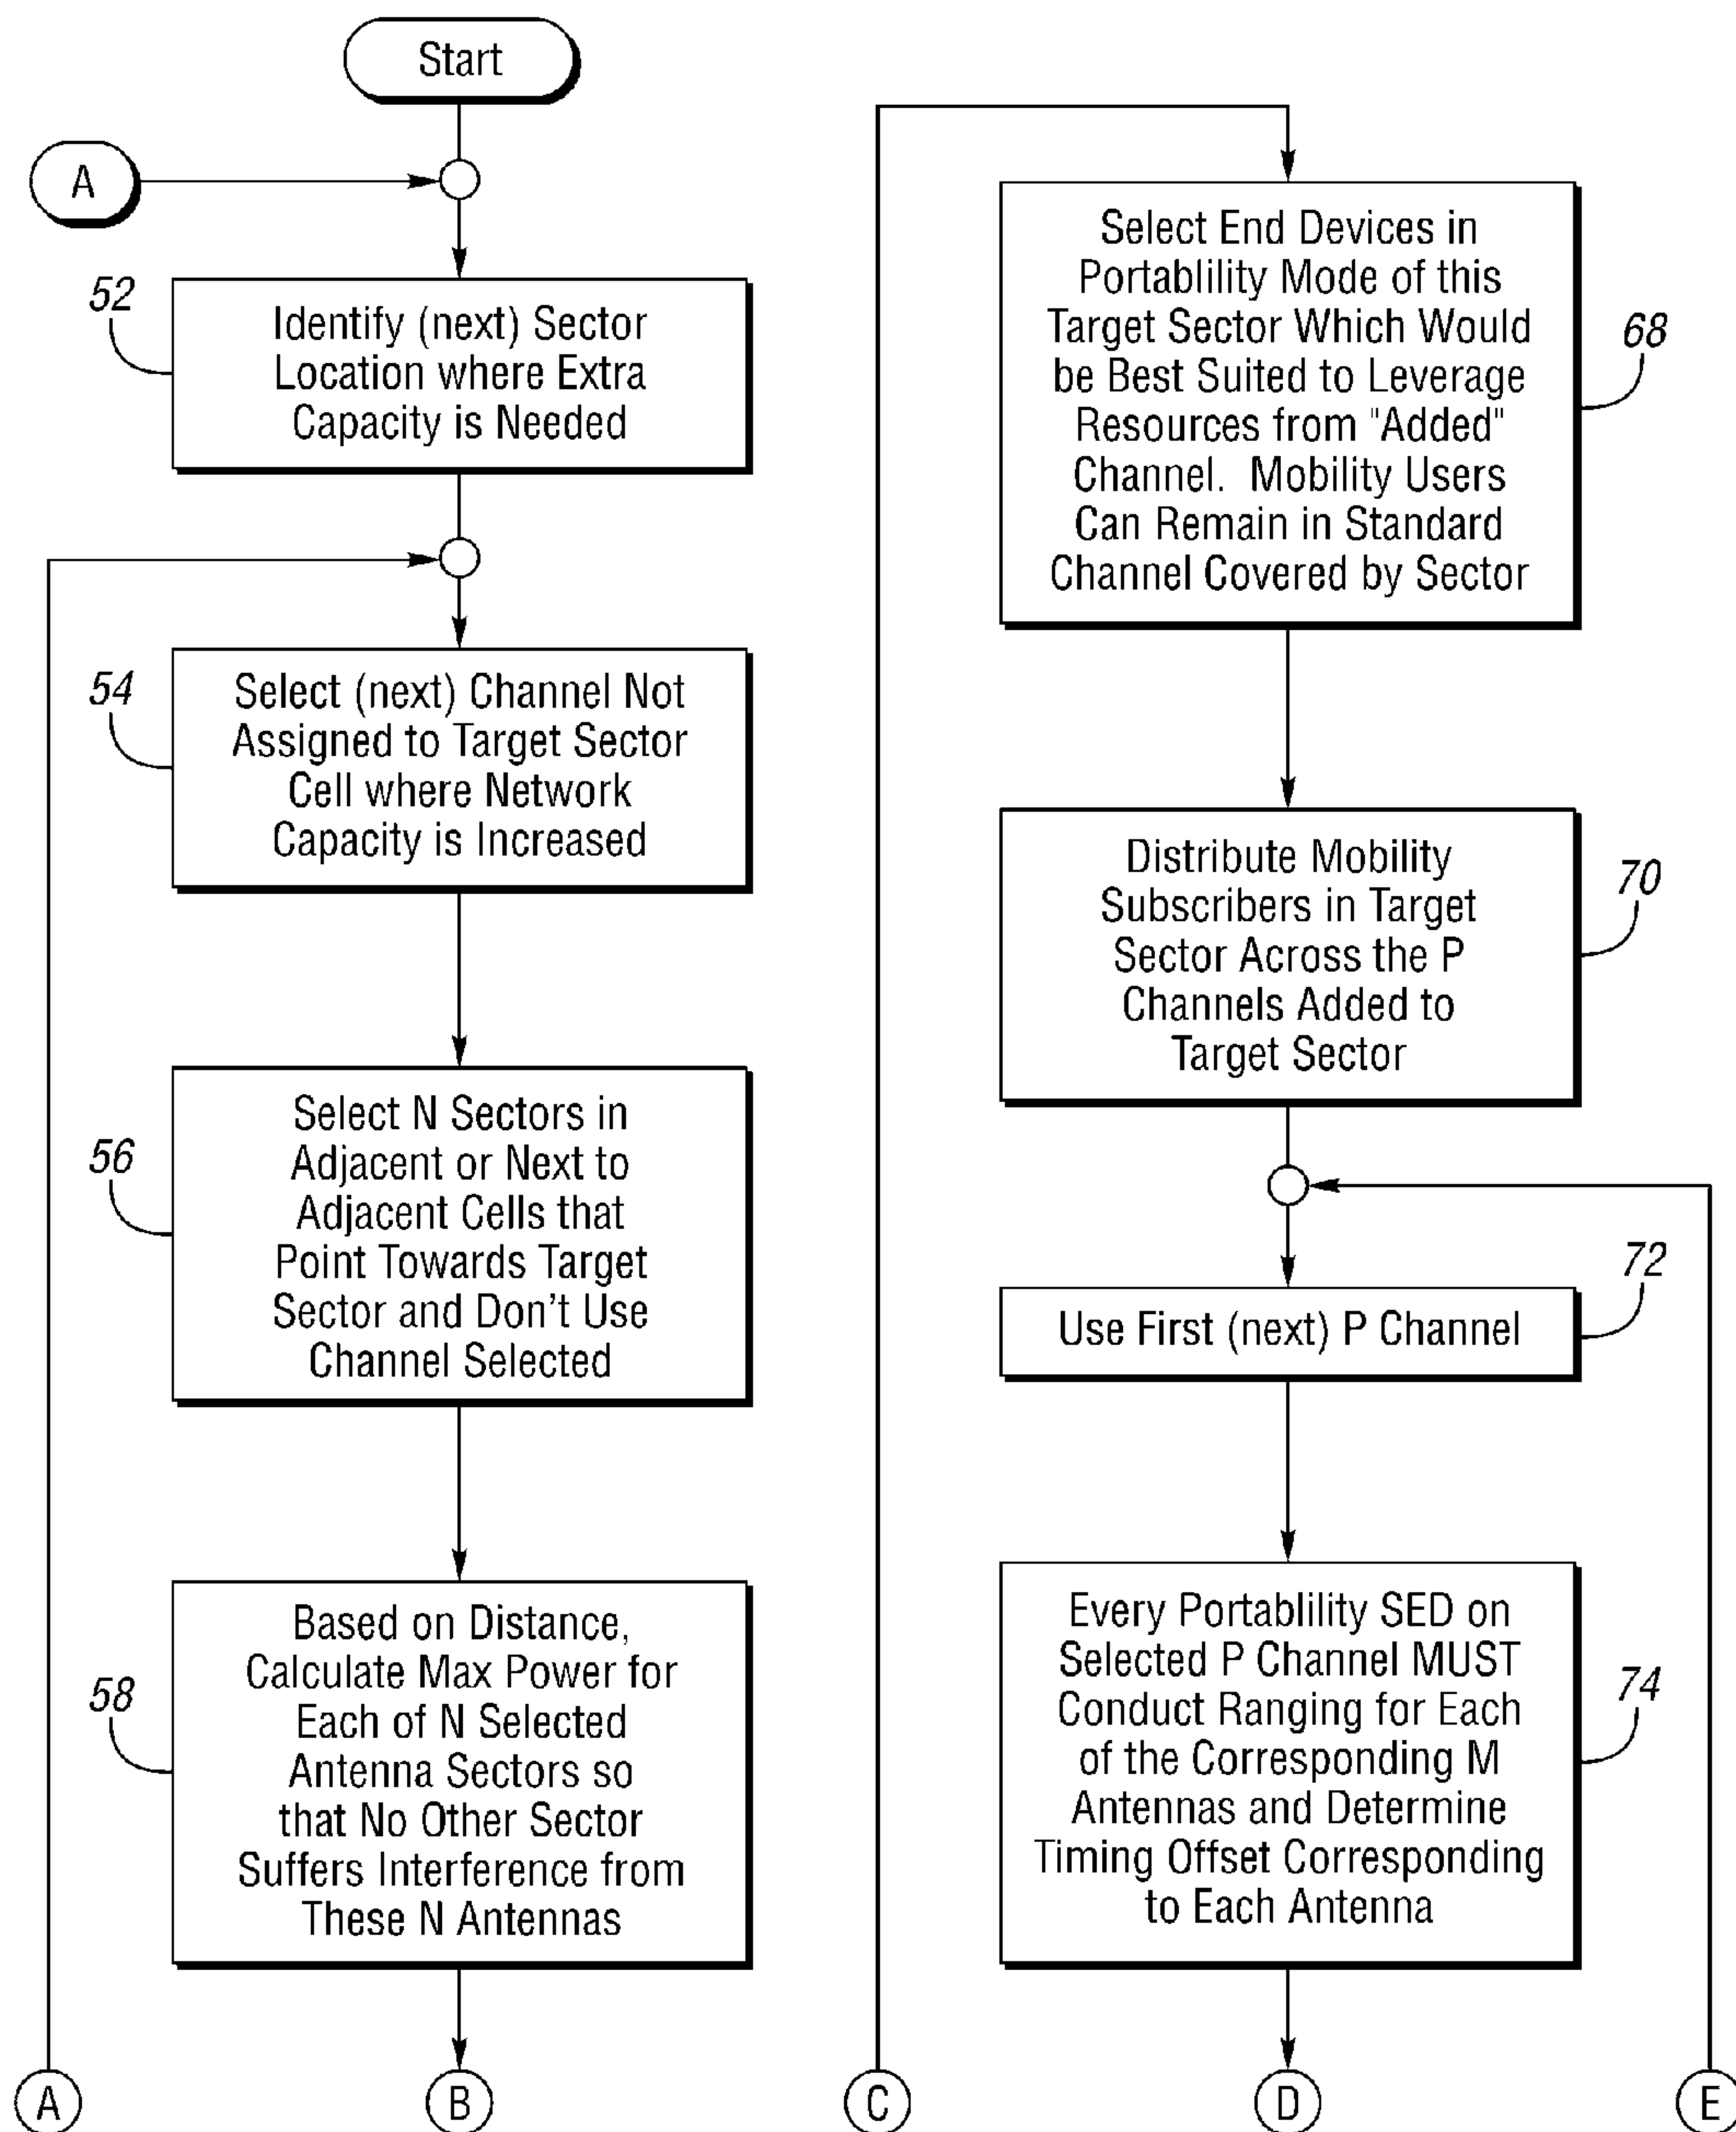 Start
A
52
Identify (next) Sector
Location where Extra
Capacity is Needed
54
Select (next) Channel Not
Assigned to Target Sector
Cell where Network
Capacity is Increased
56
Select N Sectors in
Adjacent or Next to
Adjacent Cells that
Point Towards Target
Sector and Don't Use
Channel Selected
58
Based on Distance,
Calculate Max Power for
Each of N Selected
Antenna Sectors so
that No Other Sector
Suffers Interference from
These N Antennas
A
B
Select End Devices in
Portablility Mode of this
Target Sector Which Would
be Best Suited to Leverage
Resources from "Added"
Channel. Mobility Users
Can Remain in Standard
Channel Covered by Sector
68
Distribute Mobility
Subscribers in Target
Sector Across the P
Channels Added to
Target Sector
70
Use First (next) P Channel
72
Every Portablility SED on
Selected P Channel MUST
Conduct Ranging for Each
of the Corresponding M
Antennas and Determine
Timing Offset Corresponding
to Each Antenna
74
C
D
E